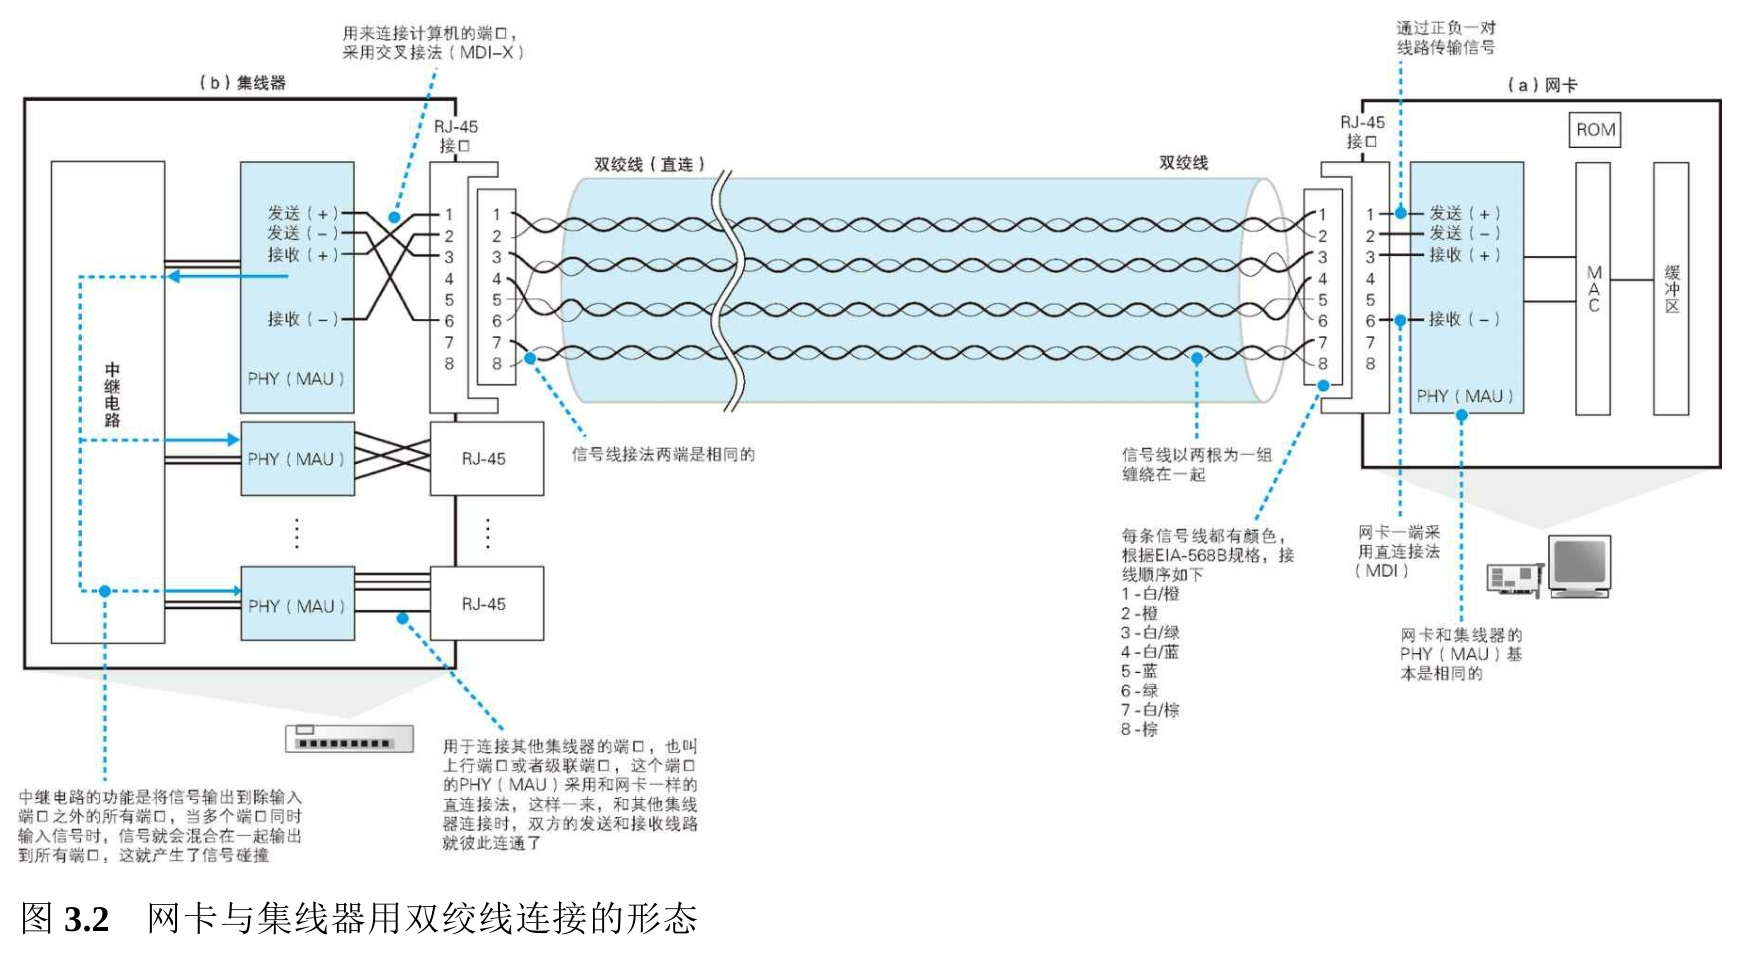 用来连接计算机的端口，
采用交叉接法（MDI-X）
通过正负一对
线路传输信号
（b）集线器
（a）网卡
RJ-45
接口
RJ-45
接口
ROM
双绞线（直连）
双绞线
发送（+）
发送（-）
接收（+）
接收（-）
PHY（MAU）
1
2
3
4
5
6
7
8
1
2
3
4
5
6
7
8
1
2
3
4
5
6
7
8
1
2
3
4
5
6
7
8
发送（+）
发送（-）
接收（+）
接收（-）
PHY（MAU）
MAC
缓冲区
中继电路
PHY（MAU）
RJ-45
PHY（MAU）
RJ-45
信号线接法两端是相同的
信号线以两根为一组
缠绕在一起
每条信号线都有颜色，
根据EIA-568B规格，接
线顺序如下
1-白/橙
2-橙
3-白/绿
4-白/蓝
5-蓝
6-绿
7-白/棕
8-棕
网卡一端采
用直连接法
（MDI）
网卡和集线器的
PHY（MAU）基
本是相同的
用于连接其他集线器的端口，也叫
上行端口或者级联端口，这个端口
的PHY（MAU）采用和网卡一样的
直连接法，这样一来，和其他集线
器连接时，双方的发送和接收线路
就彼此连通了
中继电路的功能是将信号输出到除输入
端口之外的所有端口，当多个端口同时
输入信号时，信号就会混合在一起输出
到所有端口，这就产生了信号碰撞
图 3.2 网卡与集线器用双绞线连接的形态